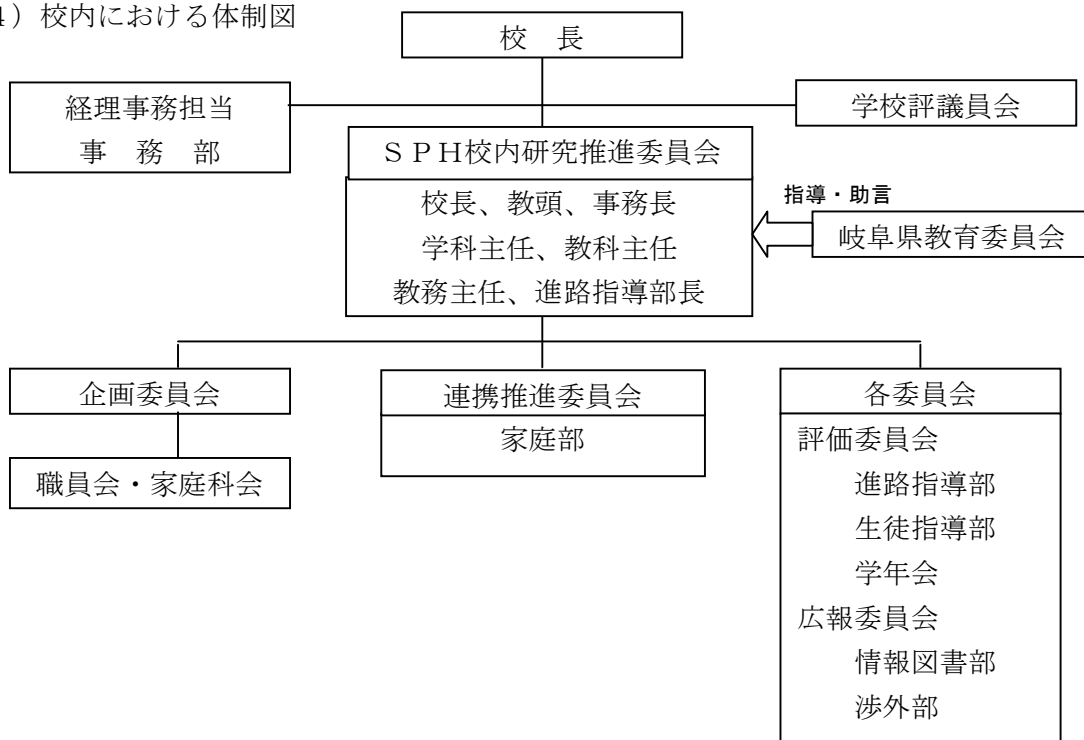 4）校内における体制図
校　長
経理事務担当
事　務　部
学校評議員会
ＳＰＨ校内研究推進委員会
校長、教頭、事務長
学科主任、教科主任
教務主任、進路指導部長
指導・助言
岐阜県教育委員会
企画委員会
職員会・家庭科会
連携推進委員会
家庭部
各委員会
評価委員会
進路指導部
生徒指導部
学年会
広報委員会
情報図書部
渉外部